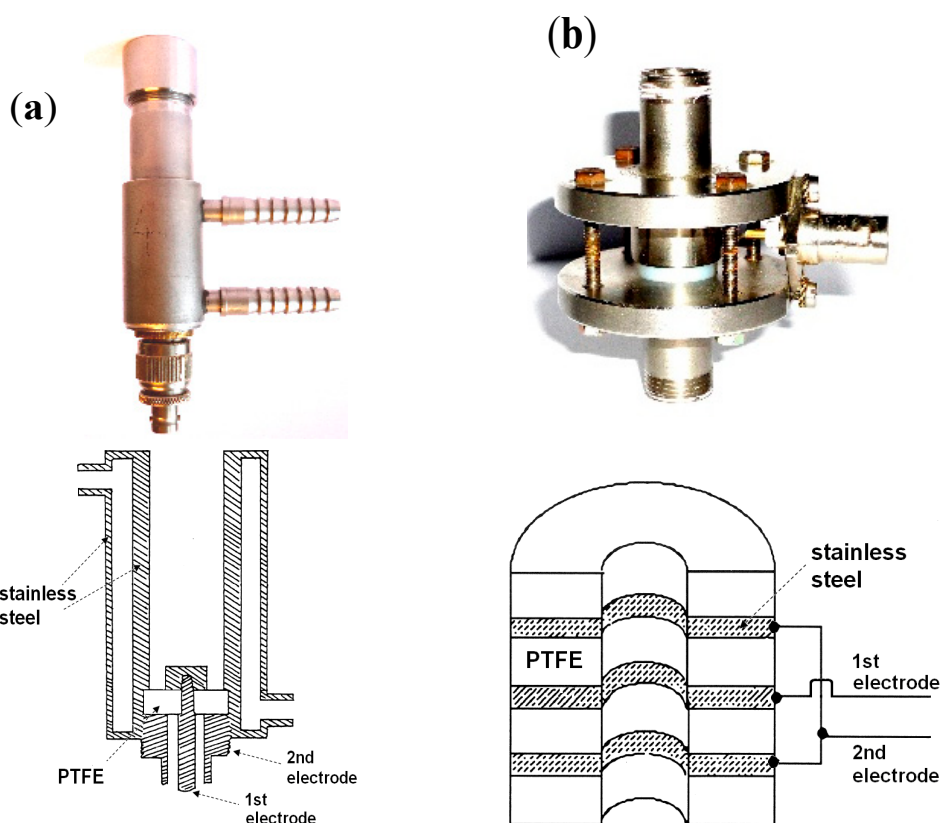 (a)
(b)
stainless
steel
PTFE
2nd
electrode
1st
electrode
stainless
steel
PTFE
1st
electrode
2nd
electrode